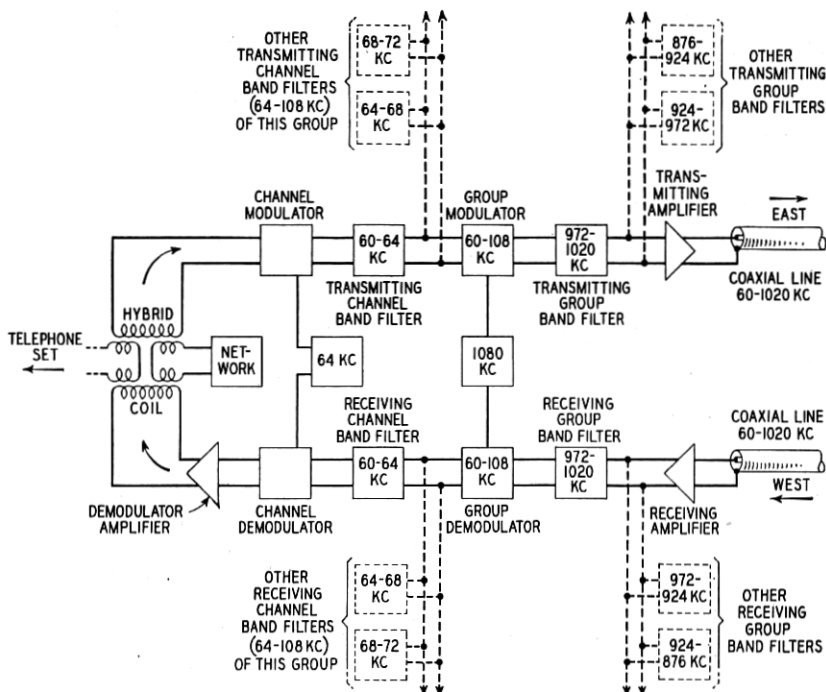 OTHER
TRANSMITTING
CHANNEL
BAND FILTERS
(64-108 KC)
OF THIS GROUP
68-72
KC
64-68
KC
876-
924 KC
924-
972 KC
OTHER
TRANSMITTING
GROUP
BAND FILTERS
CHANNEL
MODULATOR
GROUP
MODULATOR
TRANS-
MITTING
AMPLIFIER
EAST
60-64
KC
60-108
KC
972-
1020
KC
TRANSMITTING
CHANNEL
BAND FILTER
TRANSMITTING
GROUP
BAND FILTER
COAXIAL LINE
60-1020 KC
HYBRID
COIL
TELEPHONE
SET
NET-
WORK
64 KC
1080
KC
RECEIVING
CHANNEL
BAND FILTER
RECEIVING
GROUP
BAND FILTER
COAXIAL LINE
60-1020 KC
60-64
KC
60-108
KC
972-
1020
KC
WEST
DEMODULATOR
AMPLIFIER
CHANNEL
DEMODULATOR
GROUP
DEMODULATOR
RECEIVING
AMPLIFIER
OTHER
RECEIVING
CHANNEL
BAND FILTERS
(64-108 KC)
OF THIS GROUP
64-68
KC
68-72
KC
972-
924 KC
924-
876 KC
OTHER
RECEIVING
GROUP
BAND FILTERS